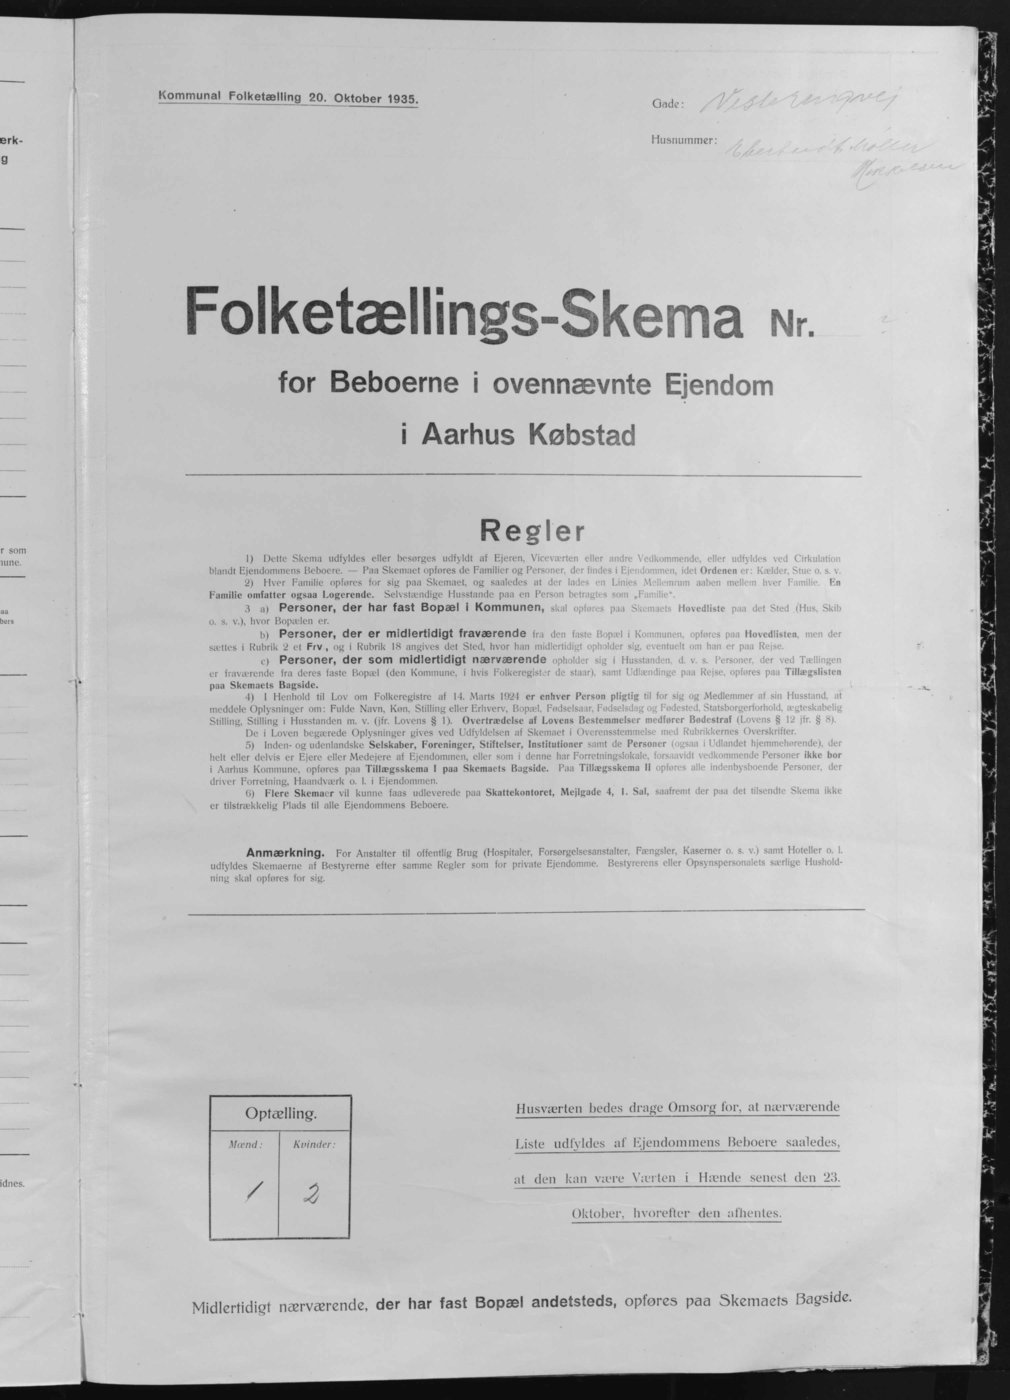 Kommunal Folketælling 20. Oktober 1935.
Gade: Vesterengvej
Husnummer:
Folketællings-Skema Nr.
for Beboerne i ovennævnte Ejendom
i Aarhus Købstad
Regler
1) Dette Skema udfyldes eller besørges udfyldt af Ejeren, Viceværten eller andre Vedkommende, eller udfyldes ved Cirkulation
blandt Ejendommens Beboere. — Paa Skemaet opføres de Familier og Personer, der findes i Ejendommen, idet Ordenen er: Kælder, Stue o. s. v.
2) Hver Familie opføres for sig paa Skemaet, og saaledes at der lades en Linies Mellemrum aaben mellem hver Familie. En
Familie omfatter ogsaa Logerende. Selvstændige Husstande paa en Person betragtes som „Familie“.
3 a) Personer, der har fast Bopæl i Kommunen, skal opføres paa Skemaets Hovedliste paa det Sted (Hus, Skib
o. s. v.), hvor Bopælen er.
b) Personer, der er midlertidigt fraværende fra den faste Bopæl i Kommunen, opføres paa Hovedlisten, men der
sættes i Rubrik 2 et Frv., og i Rubrik 18 angives det Sted, hvor han midlertidigt opholder sig, eventuelt om han er paa Rejse.
c) Personer, der som midlertidigt nærværende opholder sig i Husstanden, d. v. s. Personer, der ved Tællingen
er fraværende fra deres faste Bopæl (den Kommune, i hvis Folkeregister de staar), samt Udlændinge paa Rejse, opføres paa Tillægslisten
paa Skemaets Bagside.
4) I Henhold til Lov om Folkeregistre af 14. Marts 1924 er enhver Person pligtig til for sig og Medlemmer af sin Husstand, at
meddele Oplysninger om: Fulde Navn, Køn, Stilling eller Erhverv, Bopæl, Fødselsaar, Fødselsdag og Fødested, Statsborgerforhold, ægteskabelig
Stilling, Stilling i Husstanden m. v. (jfr. Lovens § 1). Overtrædelse af Lovens Bestemmelser medfører Bødestraf (Lovens § 12 jfr. § 8).
De i Loven begærede Oplysninger gives ved Udfyldelsen af Skemaet i Overensstemmelse med Rubrikkernes Overskrifter.
5) Inden- og udenlandske Selskaber, Foreninger, Stiftelser, Institutioner samt de Personer (ogsaa i Udlandet hjemmehørende), der
helt eller delvis er Ejere eller Medejere af Ejendommen, eller som i denne har Forretningslokale, forsaavidt vedkommende Personer ikke bor
i Aarhus Kommune, opføres paa Tillægsskema I paa Skemaets Bagside. Paa Tillægsskema II opføres alle indenbysboende Personer, der
driver Forretning, Haandværk o. l. i Ejendommen.
6) Flere Skemaer vil kunne faas udleverede paa Skattekontoret, Mejlgade 4, 1. Sal, saafremt der paa det tilsendte Skema ikke
er tilstrækkelig Plads til alle Ejendommens Beboere.
Anmærkning. For Anstalter til offentlig Brug (Hospitaler, Forsørgelsesanstalter, Fængsler, Kaserner o. s. v.) samt Hoteller o. l.
udfyldes Skemaerne af Bestyrerne efter samme Regler som for private Ejendomme. Bestyrerens eller Opsynspersonalets særlige Hushold-
ning skal opføres for sig.
Optælling.
Mænd: Kvinder:
1 2
Husværten bedes drage Omsorg for, at nærværende
Liste udfyldes af Ejendommens Beboere saaledes,
at den kan være Værten i Hænde senest den 23.
Oktober, hvorefter den afhentes.
Midlertidigt nærværende, der har fast Bopæl andetsteds, opføres paa Skemaets Bagside.